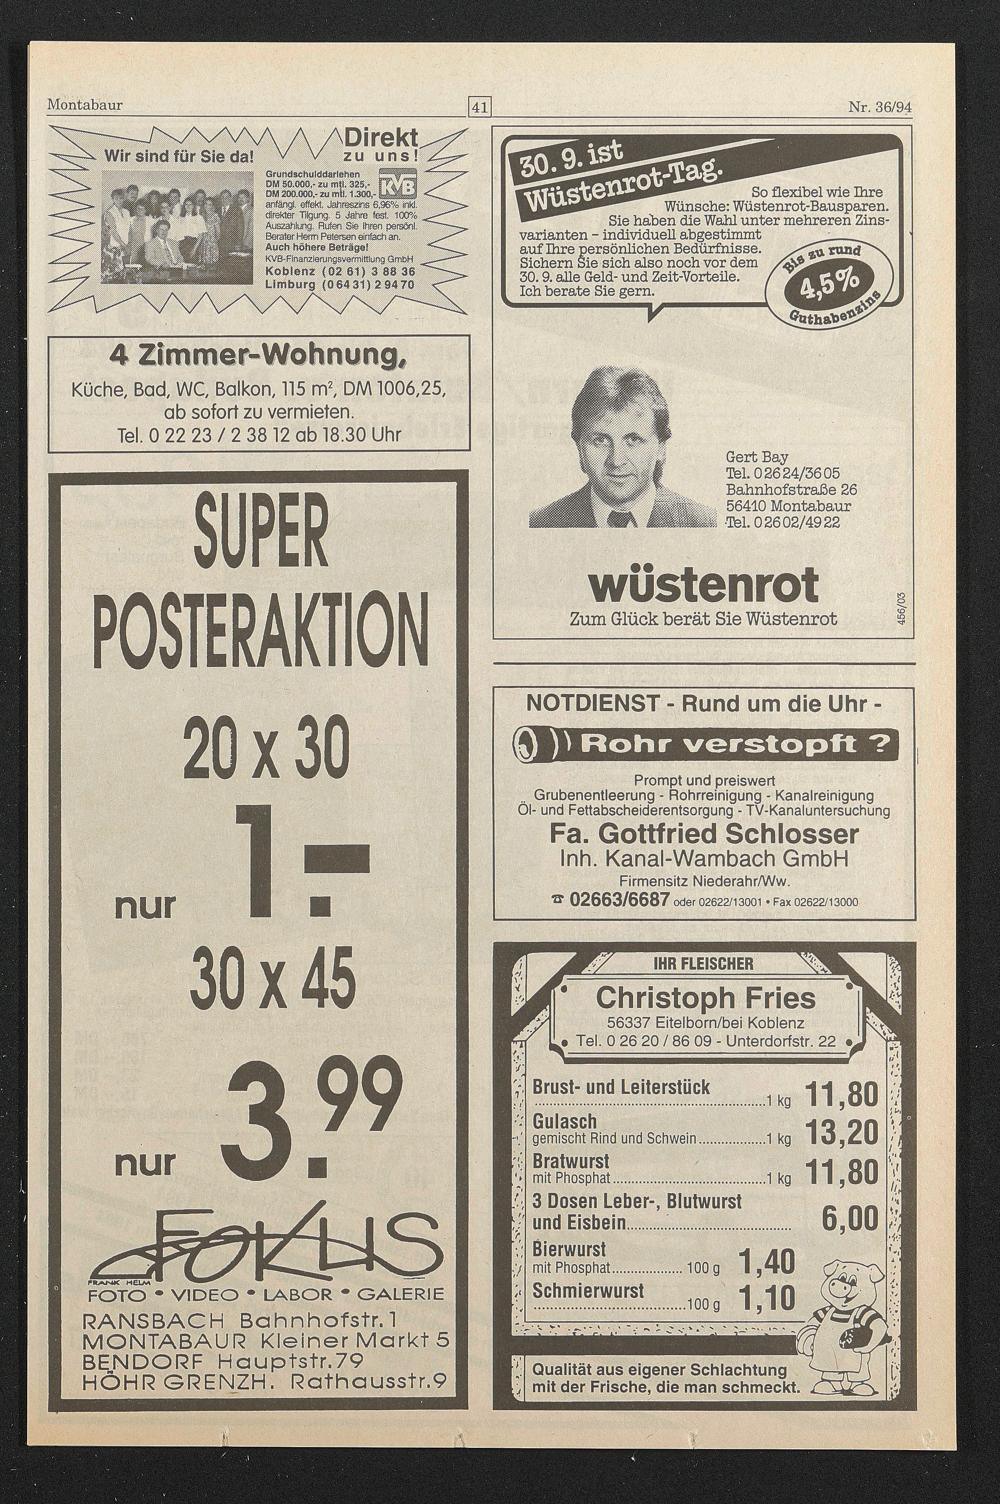 Montabaur
41
Nr. 36/94
Wir sind für Sie da!
Direkt
zu uns!
Grundschulddarlehen
DM 50.000,- zu mtl. 325,-
DM 200.000,- zu mtl. 1.300,-
KVB
anfängl. effekt. Jahreszins 6,96% inkl.
direkter Tilgung. 5 Jahre fest. 100%
Auszahlung. Rufen Sie Ihren persönl.
Berater Herrn Petersen einfach an.
Auch höhere Beträge!
KVB-Finanzierungsvermittlung GmbH
Koblenz (02 61) 3 88 36
Limburg (0 64 31) 2 94 70
4 Zimmer-Wohnung,
Küche, Bad, WC, Balkon, 115 m², DM 1006,25,
ab sofort zu vermieten.
Tel. 0 22 23 / 2 38 12 ab 18.30 Uhr
SUPER
POSTERAKTION
20 x 30
nur 1.-
30 x 45
nur 3.99
FOKUS
FRANK HELM
FOTO • VIDEO • LABOR • GALERIE
RANSBACH Bahnhofstr. 1
MONTABAUR Kleiner Markt 5
BENDORF Hauptstr. 79
HÖHR GRENZH. Rathausstr. 9
30. 9. ist
Wüstenrot-Tag.
So flexibel wie Ihre
Wünsche: Wüstenrot-Bausparen.
Sie haben die Wahl unter mehreren Zins-
varianten – individuell abgestimmt
auf Ihre persönlichen Bedürfnisse.
Sichern Sie sich also noch vor dem
30. 9. alle Geld- und Zeit-Vorteile.
Ich berate Sie gern.
Bis zu rund
4,5%
Guthabenzins
Gert Bay
Tel. 0 26 24/36 05
Bahnhofstraße 26
56410 Montabaur
Tel. 0 26 02/49 22
wüstenrot
Zum Glück berät Sie Wüstenrot
456/03
NOTDIENST - Rund um die Uhr -
Rohr verstopft ?
Prompt und preiswert
Grubenentleerung - Rohrreinigung - Kanalreinigung
Öl- und Fettabscheiderentsorgung - TV-Kanaluntersuchung
Fa. Gottfried Schlosser
Inh. Kanal-Wambach GmbH
Firmensitz Niederahr/Ww.
☎ 02663/6687 oder 02622/13001 • Fax 02622/13000
IHR FLEISCHER
Christoph Fries
56337 Eitelborn/bei Koblenz
Tel. 0 26 20 / 86 09 - Unterdorfstr. 22
Brust- und Leiterstück
1 kg 11,80
Gulasch
gemischt Rind und Schwein 1 kg 13,20
Bratwurst
mit Phosphat 1 kg 11,80
3 Dosen Leber-, Blutwurst
und Eisbein 6,00
Bierwurst
mit Phosphat 100 g 1,40
Schmierwurst
100 g 1,10
Qualität aus eigener Schlachtung
mit der Frische, die man schmeckt.